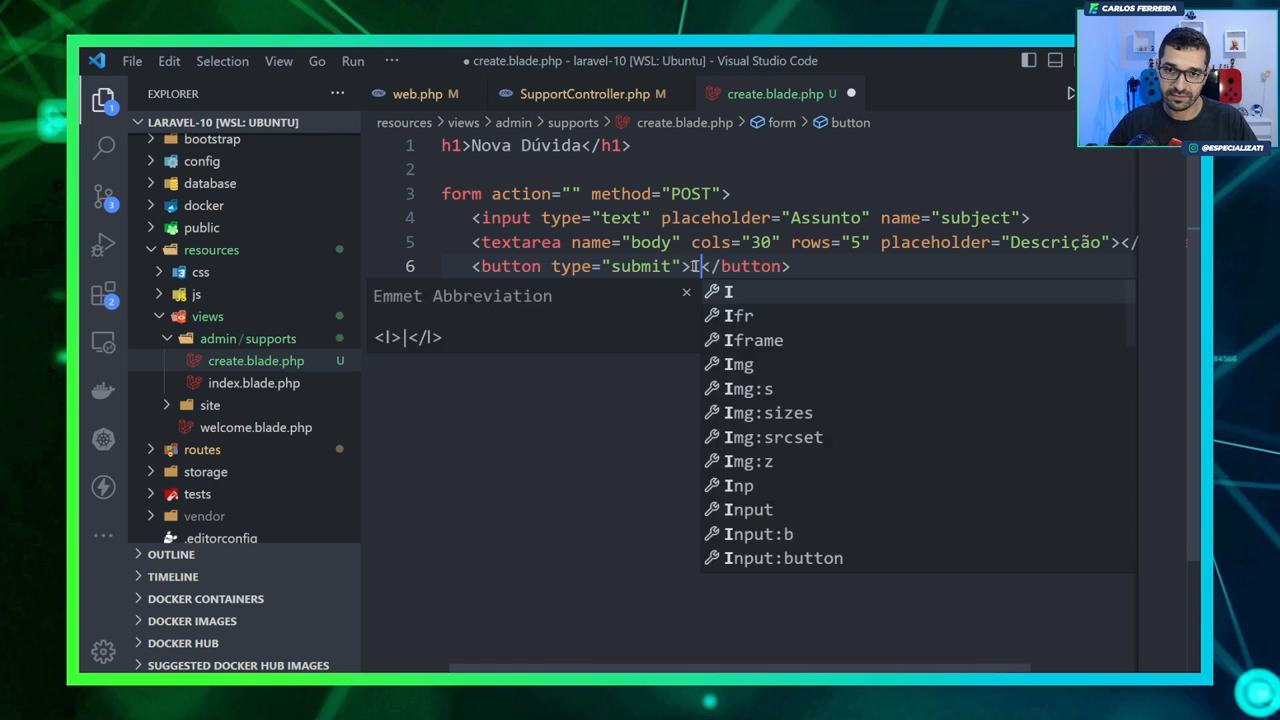 CARLOS FERREIRA
@ESPECIALIZATI
File Edit Selection View Go Run ··· ● create.blade.php - laravel-10 [WSL: Ubuntu] - Visual Studio Code
EXPLORER ···
web.php M SupportController.php M create.blade.php U ●
LARAVEL-10 [WSL: UBUNTU]
resources > views > admin > supports > create.blade.php > form > button
bootstrap
config
database
docker
public
resources
css
js
views
admin/supports
create.blade.php U
index.blade.php
site
welcome.blade.php
routes
storage
tests
vendor
.editorconfig
OUTLINE
TIMELINE
DOCKER CONTAINERS
DOCKER IMAGES
DOCKER HUB
SUGGESTED DOCKER HUB IMAGES
1
3
2
1 h1>Nova Dúvida</h1>
2
3 form action="" method="POST">
4 <input type="text" placeholder="Assunto" name="subject">
5 <textarea name="body" cols="30" rows="5" placeholder="Descrição"></
6 <button type="submit">I</button>
Emmet Abbreviation ×
<I>|</I>
I
Ifr
Iframe
Img
Img:s
Img:sizes
Img:srcset
Img:z
Inp
Input
Input:b
Input:button